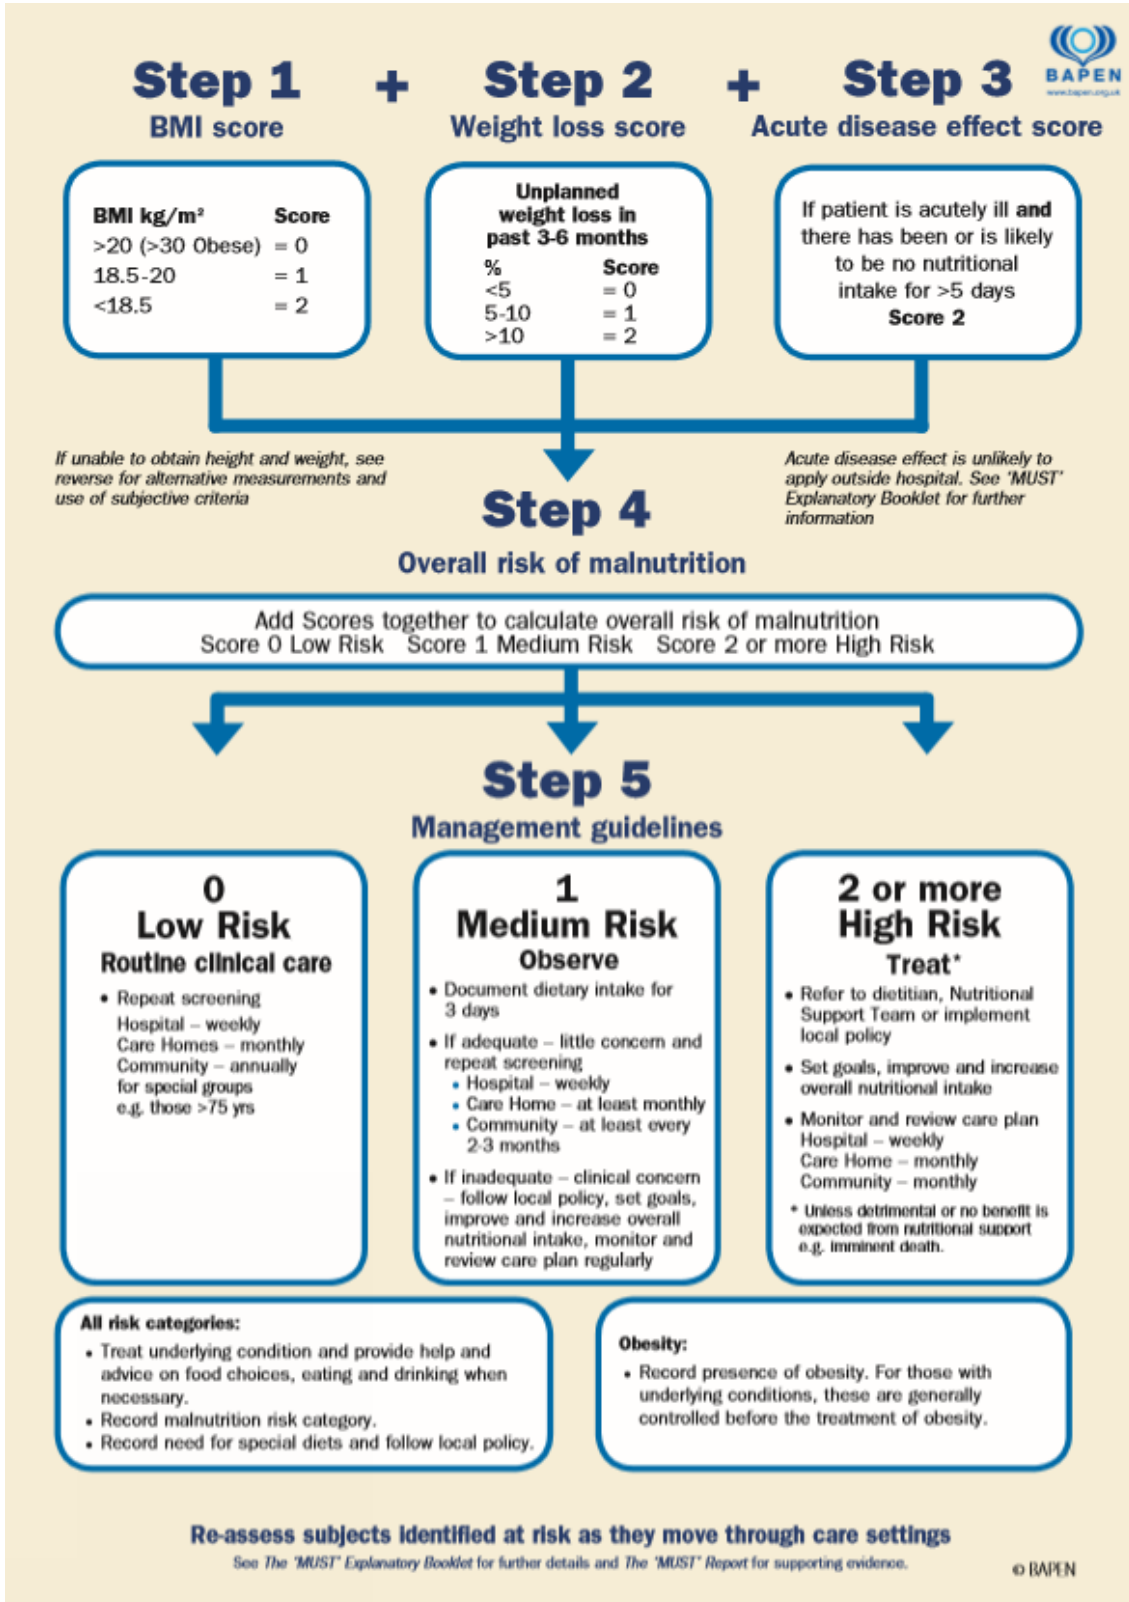 BAPEN
www.bapen.org.uk
Step 1 + Step 2 + Step 3
BMI score
Weight loss score
Acute disease effect score
BMI kg/m² Score
>20 (>30 Obese) = 0
18.5-20 = 1
<18.5 = 2
Unplanned
weight loss in
past 3-6 months
% Score
<5 = 0
5-10 = 1
>10 = 2
If patient is acutely ill and
there has been or is likely
to be no nutritional
intake for >5 days
Score 2
If unable to obtain height and weight, see
reverse for alternative measurements and
use of subjective criteria
Acute disease effect is unlikely to
apply outside hospital. See 'MUST'
Explanatory Booklet for further
information
Step 4
Overall risk of malnutrition
Add Scores together to calculate overall risk of malnutrition
Score 0 Low Risk Score 1 Medium Risk Score 2 or more High Risk
Step 5
Management guidelines
0
Low Risk
Routine clinical care
• Repeat screening
Hospital – weekly
Care Homes – monthly
Community – annually
for special groups
e.g. those >75 yrs
1
Medium Risk
Observe
• Document dietary intake for
3 days
• If adequate – little concern and
repeat screening
• Hospital – weekly
• Care Home – at least monthly
• Community – at least every
2-3 months
• If inadequate – clinical concern
– follow local policy, set goals,
improve and increase overall
nutritional intake, monitor and
review care plan regularly
2 or more
High Risk
Treat*
• Refer to dietitian, Nutritional
Support Team or implement
local policy
• Set goals, improve and increase
overall nutritional intake
• Monitor and review care plan
Hospital – weekly
Care Home – monthly
Community – monthly
* Unless detrimental or no benefit is
expected from nutritional support
e.g. imminent death.
All risk categories:
• Treat underlying condition and provide help and
advice on food choices, eating and drinking when
necessary.
• Record malnutrition risk category.
• Record need for special diets and follow local policy.
Obesity:
• Record presence of obesity. For those with
underlying conditions, these are generally
controlled before the treatment of obesity.
Re-assess subjects identified at risk as they move through care settings
See The 'MUST' Explanatory Booklet for further details and The 'MUST' Report for supporting evidence.
© BAPEN